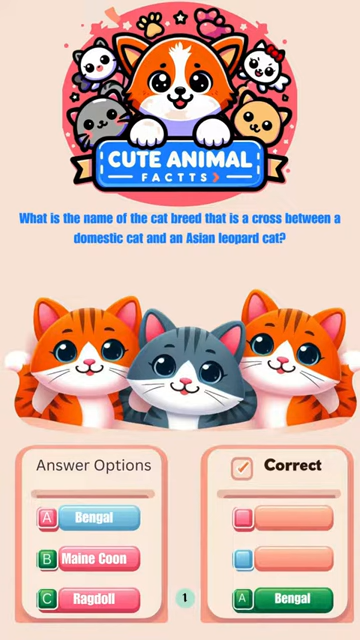 CUTE ANIMAL
FACTTS
What is the name of the cat breed that is a cross between a
domestic cat and an Asian leopard cat?
Answer Options
A Bengal
B Maine Coon
C Ragdoll
1
Correct
A Bengal